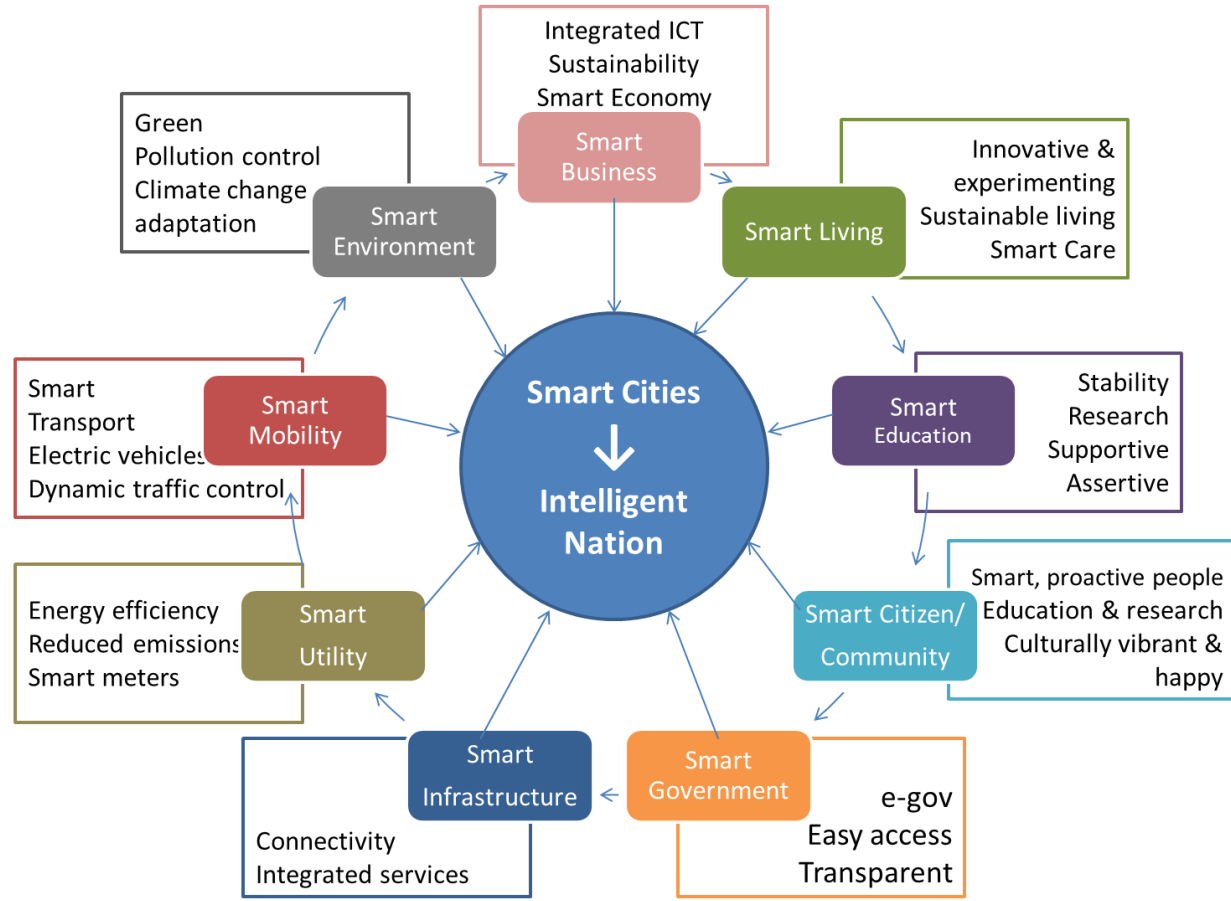 Integrated ICT
Sustainability
Smart Economy
Smart
Business
Innovative &
experimenting
Sustainable living
Smart Care
Smart Living
Stability
Research
Supportive
Assertive
Smart
Education
Smart, proactive people
Education & research
Culturally vibrant &
happy
Smart Citizen/
Community
e-gov
Easy access
Transparent
Smart
Government
Smart
Infrastructure
Connectivity
Integrated services
Smart
Utility
Energy efficiency
Reduced emissions
Smart meters
Smart
Mobility
Smart
Transport
Electric vehicles
Dynamic traffic control
Smart
Environment
Green
Pollution control
Climate change
adaptation
Smart Cities
Intelligent
Nation